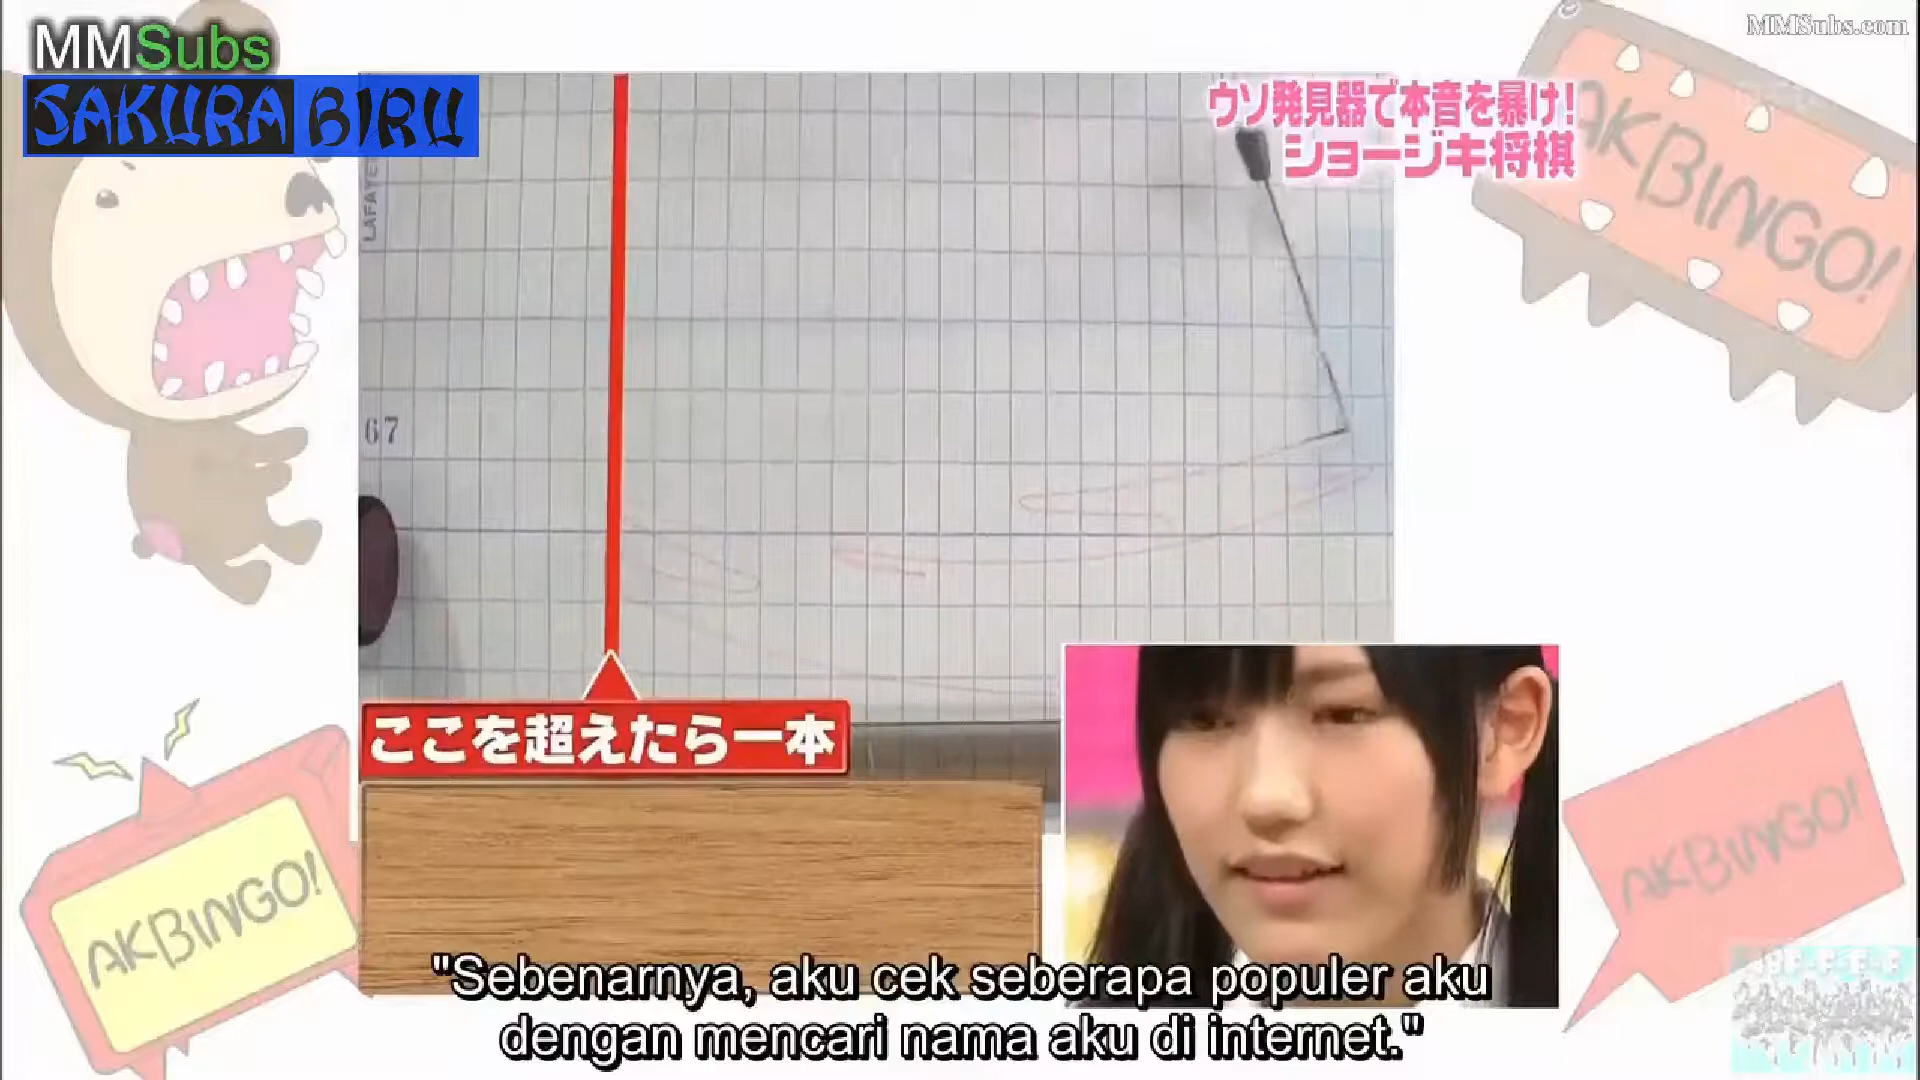 MMSubs
MMSubs.com
SAKURA BIRU
ウソ発見器で本音を暴け!
ショージキ将棋
AKBINGO!
LAFAYE
67
ここを超えたら一本
AKBINGO!
AKBINGO!
"Sebenarnya, aku cek seberapa populer aku
dengan mencari nama aku di internet."